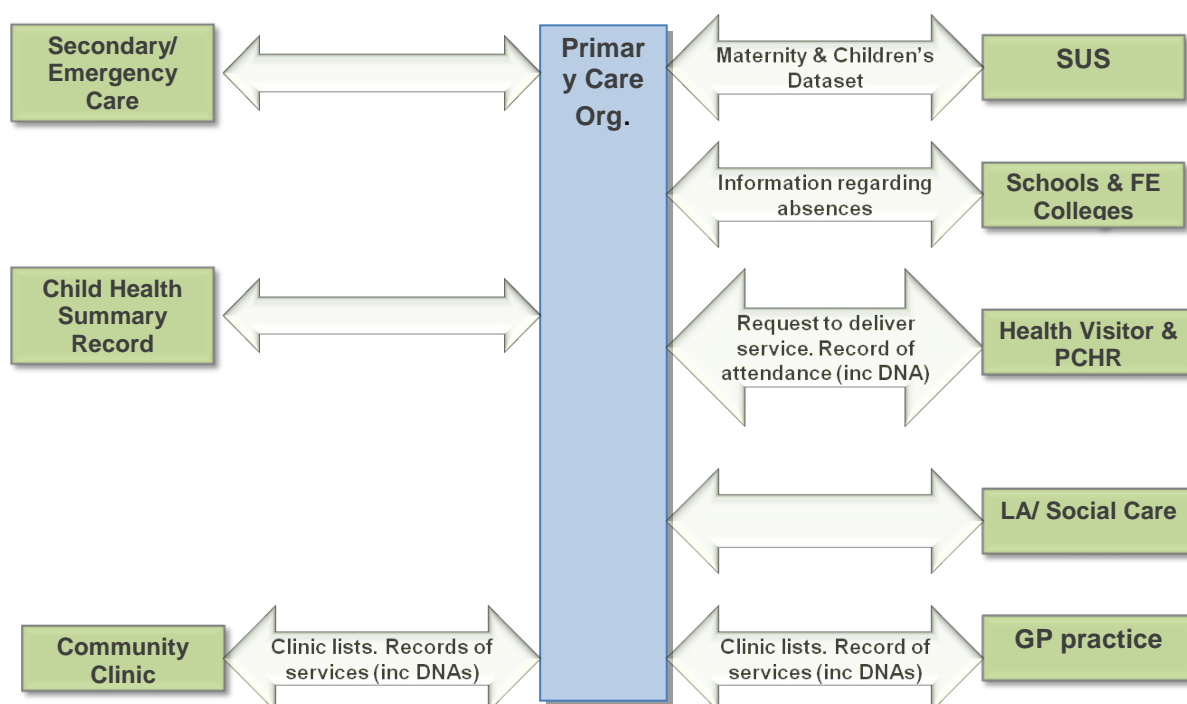 Secondary/
Emergency
Care
Primar
y Care
Org.
Maternity & Children's
Dataset
SUS
Information regarding
absences
Schools & FE
Colleges
Child Health
Summary
Record
Request to deliver
service. Record of
attendance (inc DNA)
Health Visitor &
PCHR
LA/ Social Care
Community
Clinic
Clinic lists. Records of
services (inc DNAs)
Clinic lists. Record of
services (inc DNAs)
GP practice